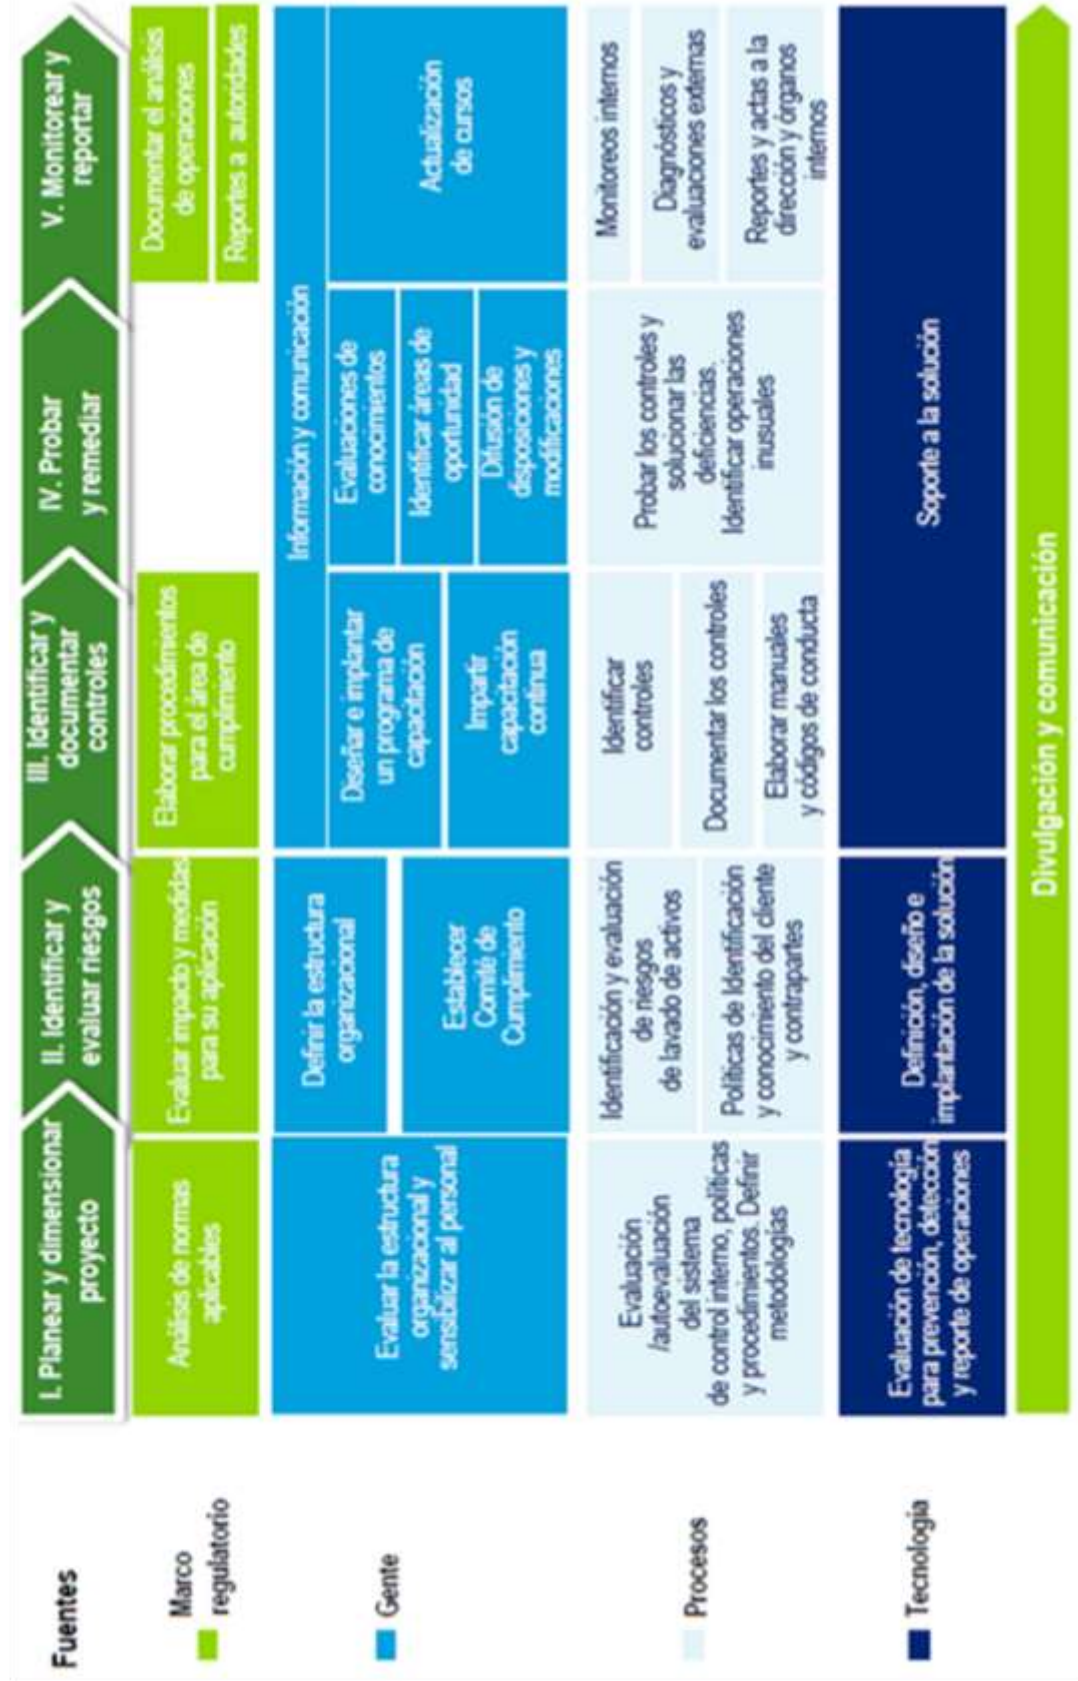 Fuentes
I. Planear y dimensionar
proyecto
II. Identificar y
evaluar riesgos
III. Identificar y
documentar
controles
IV. Probar
y remediar
V. Monitorear y
reportar
Marco
regulatorio
Análisis de normas
aplicables
Evaluar impacto y medidas
para su aplicación
Elaborar procedimientos
para el área de
cumplimiento
Documentar el análisis
de operaciones
Reportes a autoridades
Gente
Evaluar la estructura
organizacional y
sensibilizar al personal
Definir la estructura
organizacional
Establecer
Comité de
Cumplimiento
Información y comunicación
Diseñar e implantar
un programa de
capacitación
Impartir
capacitación
continua
Evaluaciones de
conocimientos
Identificar áreas de
oportunidad
Difusión de
disposiciones y
modificaciones
Actualización
de cursos
Procesos
Evaluación
/autoevaluación
del sistema
de control interno, políticas
y procedimientos. Definir
metodologías
Identificación y evaluación
de riesgos
de lavado de activos
Políticas de Identificación
y conocimiento del cliente
y contrapartes
Identificar
controles
Documentar los controles
Elaborar manuales
y códigos de conducta
Probar los controles y
solucionar las
deficiencias.
Identificar operaciones
inusuales
Monitoreos internos
Diagnósticos y
evaluaciones externas
Reportes y actas a la
dirección y órganos
internos
Tecnología
Evaluación de tecnología
para prevención, detección
y reporte de operaciones
Definición, diseño e
implantación de la solución
Soporte a la solución
Divulgación y comunicación